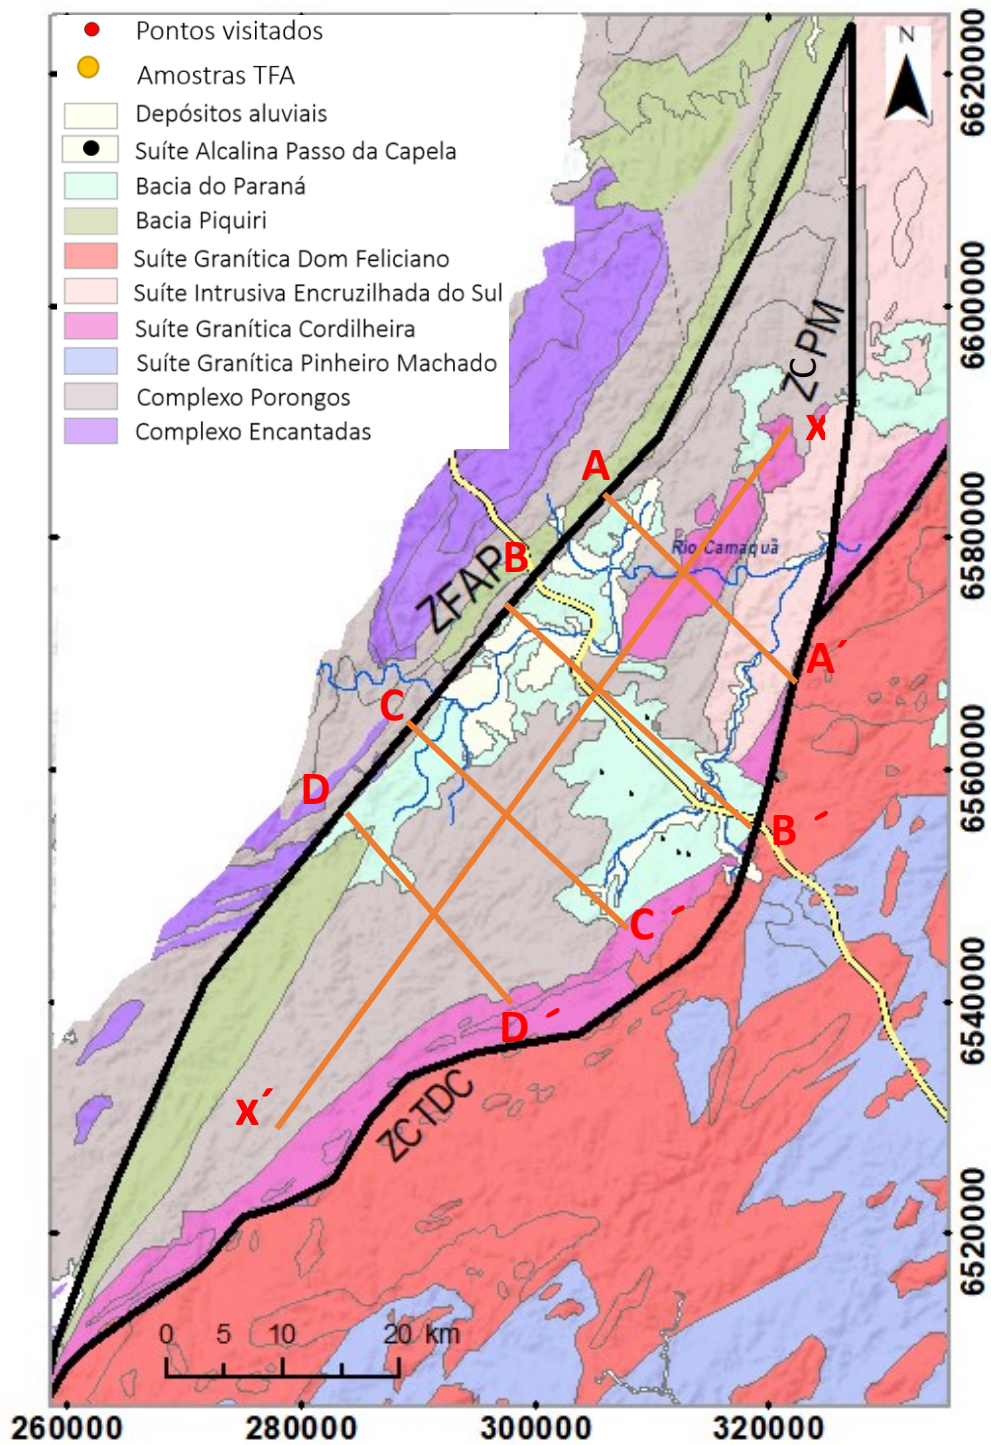 Pontos visitados
Amostras TFA
Depósitos aluviais
Suíte Alcalina Passo da Capela
Bacia do Paraná
Bacia Piquiri
Suíte Granítica Dom Feliciano
Suíte Intrusiva Encruzilhada do Sul
Suíte Granítica Cordilheira
Suíte Granítica Pinheiro Machado
Complexo Porongos
Complexo Encantadas
N
6620000
6600000
ZCPM
X
A
6580000
Rio Camaquã
B
ZFAP
A´
C
6560000
D
B ´
C ´
6540000
D ´
x´
ZCTDC
6520000
0 5 10 20 km
260000 280000 300000 320000